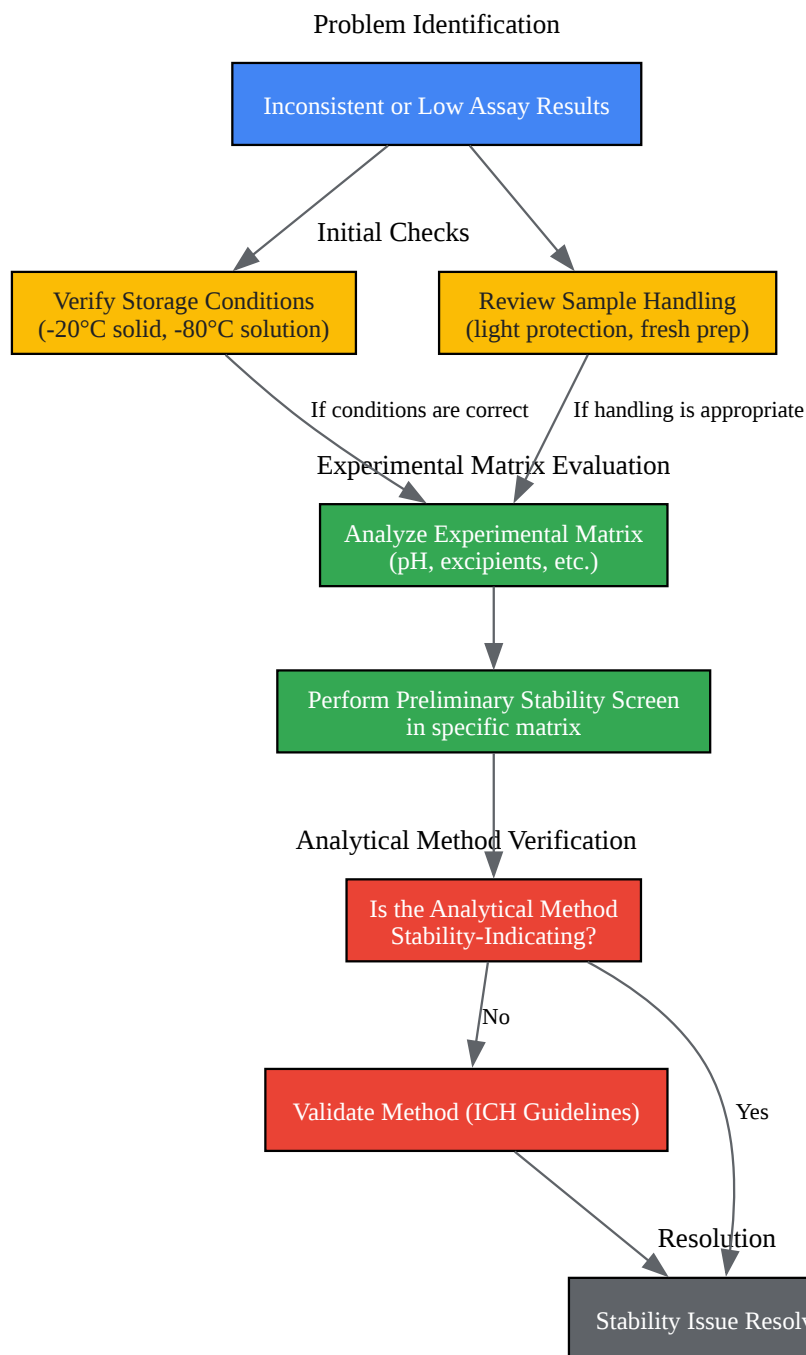 Problem Identification
Inconsistent or Low Assay Results
Initial Checks
Verify Storage Conditions
(-20°C solid, -80°C solution)
Review Sample Handling
(light protection, fresh prep)
If conditions are correct
If handling is appropriate
Experimental Matrix Evaluation
Analyze Experimental Matrix
(pH, excipients, etc.)
Perform Preliminary Stability Screen
in specific matrix
Analytical Method Verification
Is the Analytical Method
Stability-Indicating?
No
Validate Method (ICH Guidelines)
Yes
Resolution
Stability Issue